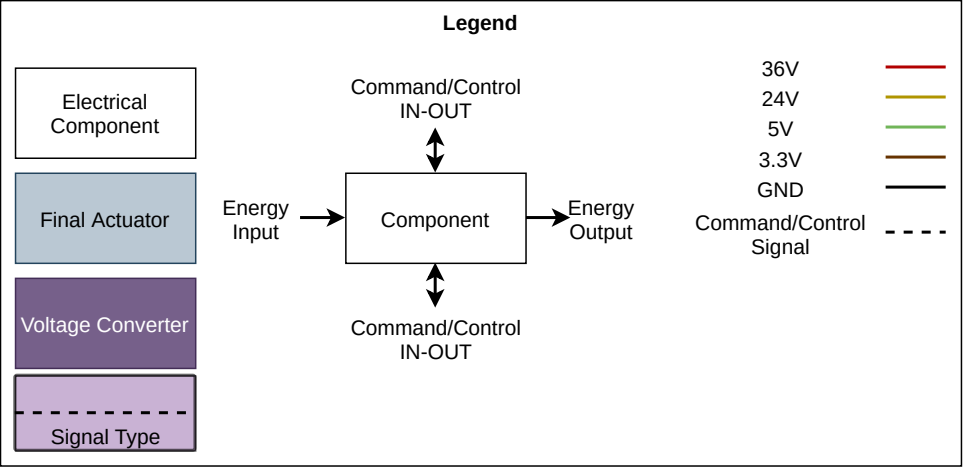 Legend
Electrical
Component
Final Actuator
Voltage Converter
Signal Type
Command/Control
IN-OUT
Energy
Input
Component
Energy
Output
Command/Control
IN-OUT
36V
24V
5V
3.3V
GND
Command/Control
Signal